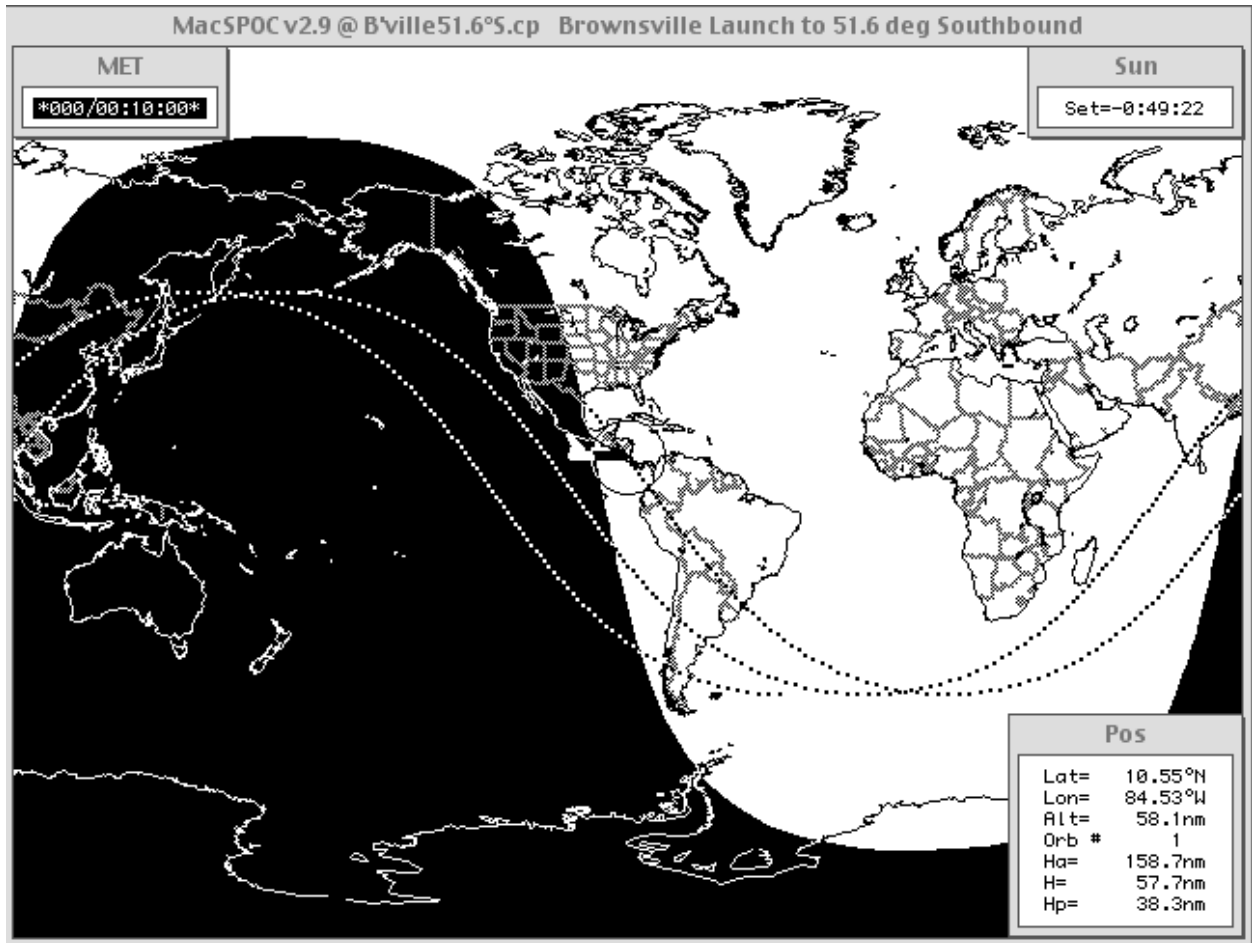 MacSPOC v2.9 @ B'ville51.6°S.cp Brownsville Launch to 51.6 deg Southbound
MET
*000/00:10:00*
Sun
Set=-0:49:22
Pos
Lat= 10.55°N
Lon= 84.53°W
Alt= 58.1nm
Orb # 1
Ha= 158.7nm
H= 57.7nm
Hp= 38.3nm